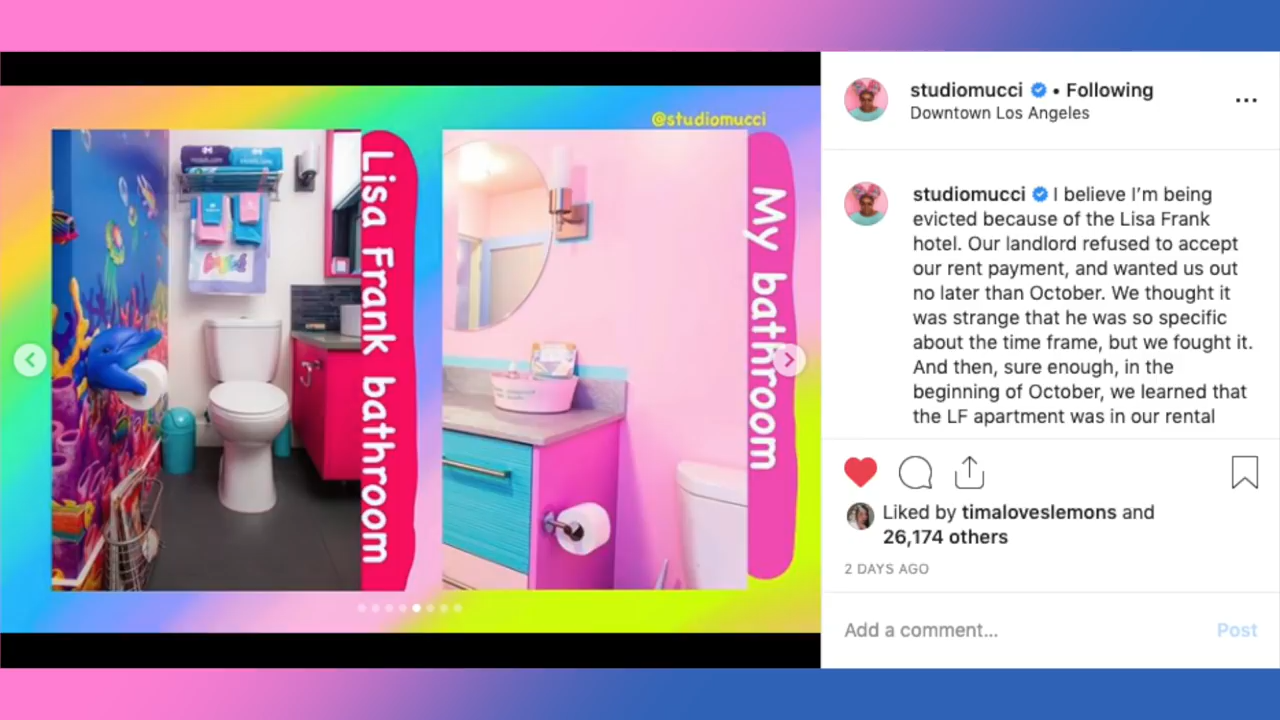 @studiomucci
Lisa Frank bathroom
My bathroom
studiomucci • Following
Downtown Los Angeles
studiomucci I believe I’m being
evicted because of the Lisa Frank
hotel. Our landlord refused to accept
our rent payment, and wanted us out
no later than October. We thought it
was strange that he was so specific
about the time frame, but we fought it.
And then, sure enough, in the
beginning of October, we learned that
the LF apartment was in our rental
Liked by timaloveslemons and
26,174 others
2 DAYS AGO
Add a comment... Post